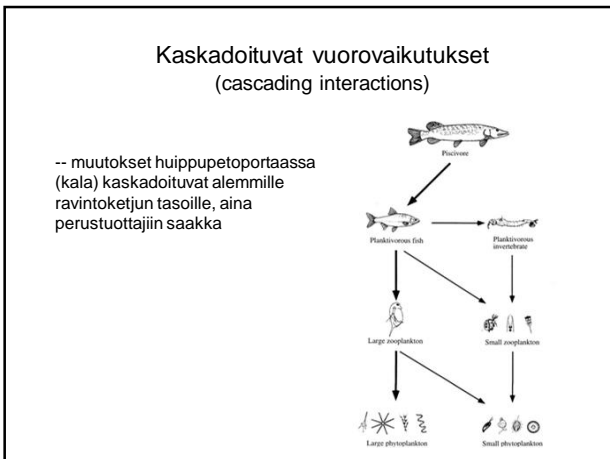 Kaskadoituvat vuorovaikutukset
(cascading interactions)
-- muutokset huippupetoportaassa
(kala) kaskadoituvat alemmille
ravintoketjun tasoille, aina
perustuottajiin saakka
Piscivore
Planktivorous fish
Planktivorous
invertebrate
Large zooplankton
Small zooplankton
Large phytoplankton
Small phytoplankton